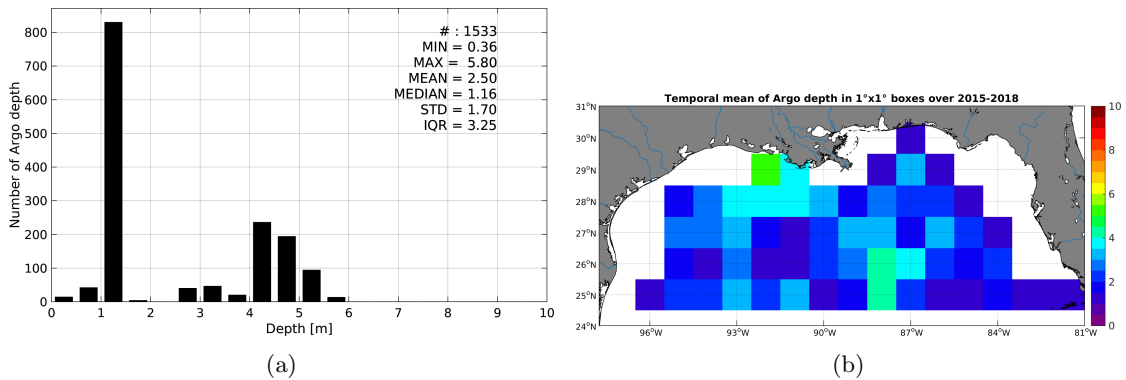 800
700
600
500
400
300
200
100
0
Number of Argo depth
# : 1533
MIN = 0.36
MAX = 5.80
MEAN = 2.50
MEDIAN = 1.16
STD = 1.70
IQR = 3.25
0 1 2 3 4 5 6 7 8 9 10
Depth [m]
(a)
Temporal mean of Argo depth in 1°x1° boxes over 2015-2018
31°N
30°N
29°N
28°N
27°N
26°N
25°N
24°N
96°W 93°W 90°W 87°W 84°W 81°W
10
8
6
4
2
0
(b)